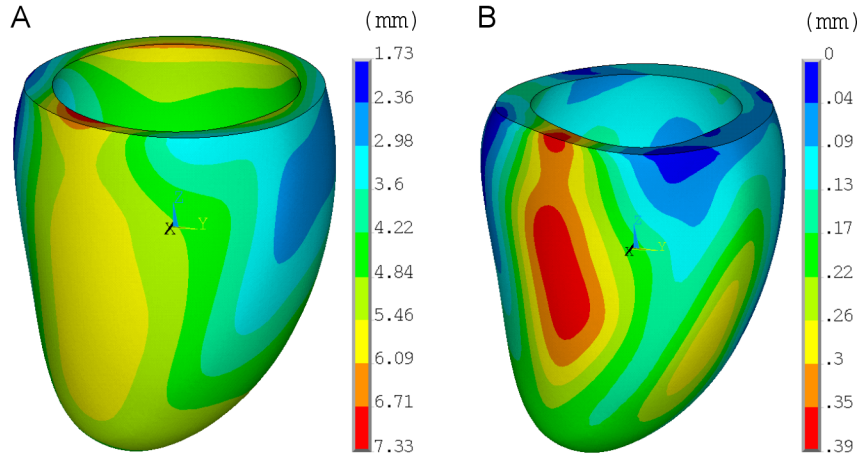 A
(mm)
1.73
2.36
2.98
3.6
4.22
4.84
5.46
6.09
6.71
7.33
Z
X
Y
B
(mm)
0
.04
.09
.13
.17
.22
.3
.35
.39
Z
X
Y